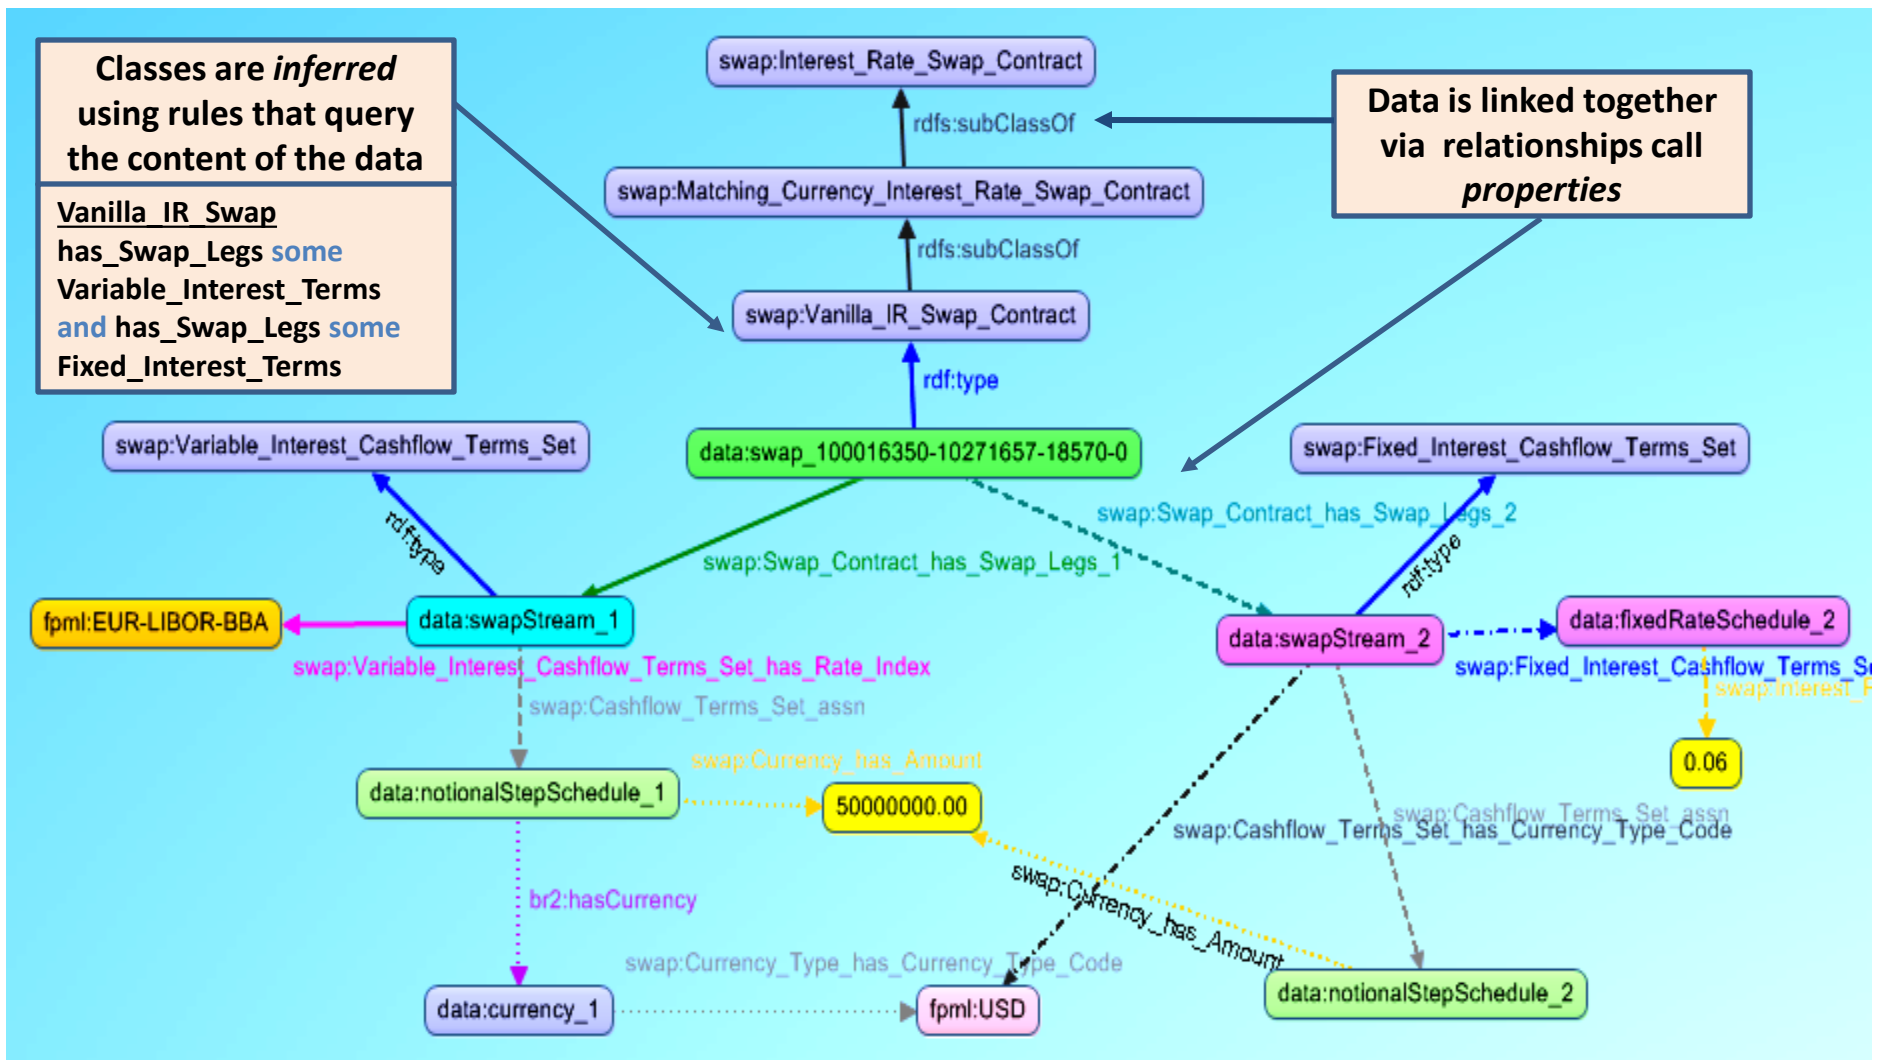 Classes are inferred
using rules that query
the content of the data
Vanilla_IR_Swap
has_Swap_Legs some
Variable_Interest_Terms
and has_Swap_Legs some
Fixed_Interest_Terms
swap:Interest_Rate_Swap_Contract
rdfs:subClassOf
Data is linked together
via relationships call
properties
swap:Matching_Currency_Interest_Rate_Swap_Contract
rdfs:subClassOf
swap:Vanilla_IR_Swap_Contract
rdf:type
swap:Variable_Interest_Cashflow_Terms_Set
data:swap_100016350-10271657-18570-0
swap:Fixed_Interest_Cashflow_Terms_Set
rdf:type
swap:Swap_Contract_has_Swap_Legs_2
swap:Swap_Contract_has_Swap_Legs_1
rdf:type
fpml:EUR-LIBOR-BBA
data:swapStream_1
data:swapStream_2
data:fixedRateSchedule_2
swap:Variable_Interest_Cashflow_Terms_Set_has_Rate_Index
swap:Fixed_Interest_Cashflow_Terms_S
swap:Interest_
swap:Cashflow_Terms_Set_assn
swap:Currency_has_Amount
0.06
data:notionalStepSchedule_1
50000000.00
swap:Cashflow_Terms_Set_assn
swap:Cashflow_Terms_Set_has_Currency_Type_Code
swap:Currency_has_Amount
br2:hasCurrency
swap:Currency_Type_has_Currency_Type_Code
data:currency_1
fpml:USD
data:notionalStepSchedule_2